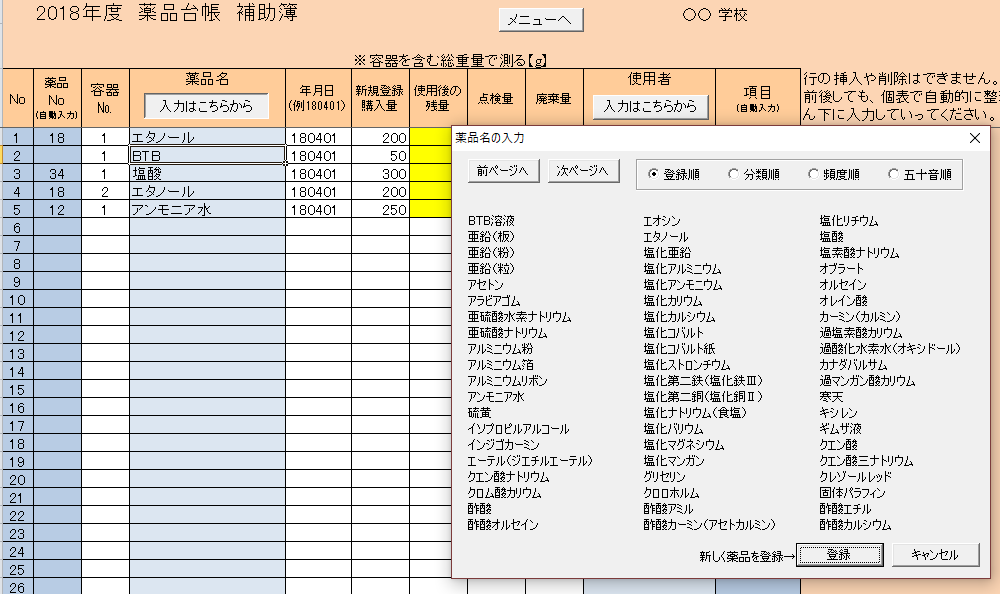 2018年度 薬品台帳 補助簿
メニューへ
○○ 学校
※容器を含む総重量で測る【g】
No 薬品No(自動入力) 容器No. 薬品名 入力はこちらから 年月日(例180401) 新規登録購入量 使用後の残量 点検量 廃棄量 使用者 入力はこちらから 項目(自動入力)
行の挿入や削除はできません。
前後しても、個表で自動的に整
ん下に入力していってください。
1 18 1 エタノール 180401 200
2 1 BTB 180401 50
3 34 1 塩酸 180401 300
4 18 2 エタノール 180401 200
5 12 1 アンモニア水 180401 250
6
7
8
9
10
11
12
13
14
15
16
17
18
19
20
21
22
23
24
25
26
薬品名の入力
前ページへ 次ページへ 登録順 分類順 頻度順 五十音順
BTB溶液 エオシン 塩化リチウム
亜鉛(板) エタノール 塩酸
亜鉛(粉) 塩化亜鉛 塩素酸ナトリウム
亜鉛(粒) 塩化アルミニウム オブラート
アセトン 塩化アンモニウム オルセイン
アラビアゴム 塩化カリウム オレイン酸
亜硫酸水素ナトリウム 塩化カルシウム カーミン(カルミン)
亜硫酸ナトリウム 塩化コバルト 過塩素酸カリウム
アルミニウム粉 塩化コバルト紙 過酸化水素水(オキシドール)
アルミニウム箔 塩化ストロンチウム カナダバルサム
アルミニウムリボン 塩化第二鉄(塩化鉄Ⅲ) 過マンガン酸カリウム
アンモニア水 塩化第二銅(塩化銅Ⅱ) 寒天
硫黄 塩化ナトリウム(食塩) キシレン
イソプロピルアルコール 塩化バリウム ギムザ液
インジゴカーミン 塩化マグネシウム クエン酸
エーテル(ジエチルエーテル) 塩化マンガン クエン酸三ナトリウム
クエン酸ナトリウム グリセリン クレゾールレッド
クロム酸カリウム クロロホルム 固体パラフィン
酢酸 酢酸アミル 酢酸エチル
酢酸オルセイン 酢酸カーミン(アセトカルミン) 酢酸カルシウム
新しく薬品を登録→ 登録 キャンセル